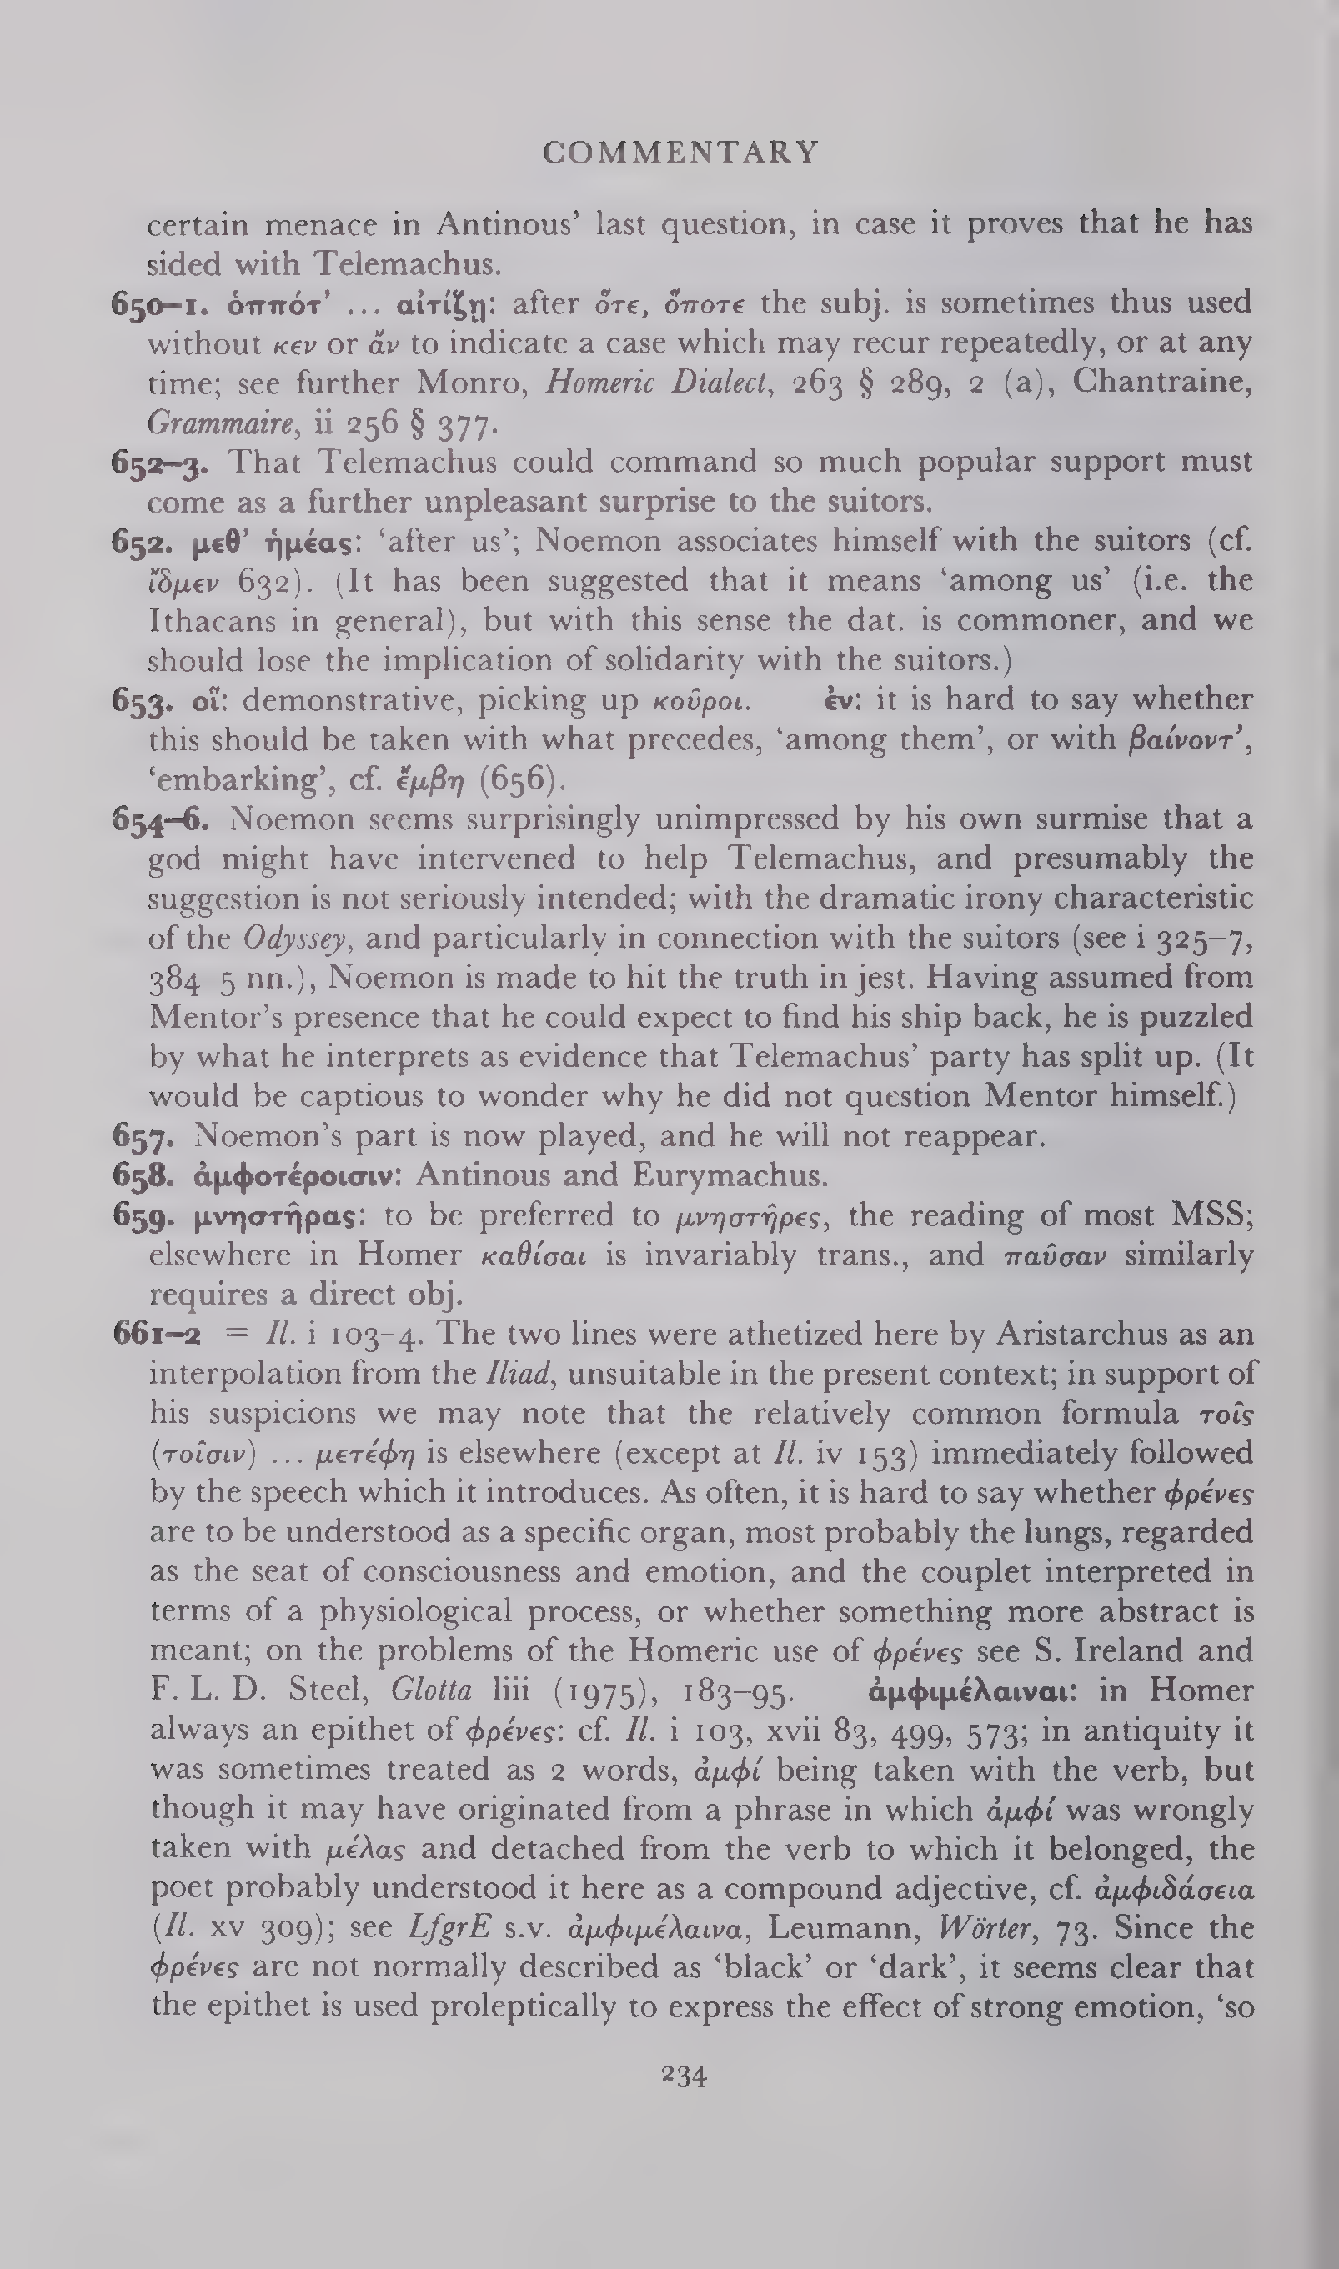 COMMENTARY
certain menace in Antinous’ last question, in case it proves that he has
sided with Telemachus.
650–1. ὁππότ’ ... αἰτίζῃ: after ὅτε, ὅποτε the subj. is sometimes thus used
without κεν or ἄν to indicate a case which may recur repeatedly, or at any
time; see further Monro, Homeric Dialect, 263 § 289, 2 (a), Chantraine,
Grammaire, ii 256 § 377.
652–3. That Telemachus could command so much popular support must
come as a further unpleasant surprise to the suitors.
652. μεθ’ ἡμέας: ‘after us’; Noemon associates himself with the suitors (cf.
ἴδμεν 632). (It has been suggested that it means ‘among us’ (i.e. the
Ithacans in general), but with this sense the dat. is commoner, and we
should lose the implication of solidarity with the suitors.)
653. οἵ: demonstrative, picking up κοῦροι. ἐν: it is hard to say whether
this should be taken with what precedes, ‘among them’, or with βαίνοντ’,
‘embarking’, cf. ἔμβη (656).
654–6. Noemon seems surprisingly unimpressed by his own surmise that a
god might have intervened to help Telemachus, and presumably the
suggestion is not seriously intended; with the dramatic irony characteristic
of the Odyssey, and particularly in connection with the suitors (see i 325–7,
384 5 nn.), Noemon is made to hit the truth in jest. Having assumed from
Mentor’s presence that he could expect to find his ship back, he is puzzled
by what he interprets as evidence that Telemachus’ party has split up. (It
would be captious to wonder why he did not question Mentor himself.)
657. Noemon’s part is now played, and he will not reappear.
658. ἀμφοτέροισιν: Antinous and Eurymachus.
659. μνηστῆρας: to be preferred to μνηστῆρες, the reading of most MSS;
elsewhere in Homer καθίσαι is invariably trans., and παῦσαν similarly
requires a direct obj.
661–2 = Il. i 103–4. The two lines were athetized here by Aristarchus as an
interpolation from the Iliad, unsuitable in the present context; in support of
his suspicions we may note that the relatively common formula τοῖς
(τοῖσιν) ... μετέφη is elsewhere (except at Il. iv 153) immediately followed
by the speech which it introduces. As often, it is hard to say whether φρένες
are to be understood as a specific organ, most probably the lungs, regarded
as the seat of consciousness and emotion, and the couplet interpreted in
terms of a physiological process, or whether something more abstract is
meant; on the problems of the Homeric use of φρένες see S. Ireland and
F. L. D. Steel, Glotta liii (1975), 183–95. ἀμφιμέλαιναι: in Homer
always an epithet of φρένες: cf. Il. i 103, xvii 83, 499, 573; in antiquity it
was sometimes treated as 2 words, ἀμφί being taken with the verb, but
though it may have originated from a phrase in which ἀμφί was wrongly
taken with μέλας and detached from the verb to which it belonged, the
poet probably understood it here as a compound adjective, cf. ἀμφιδάσεια
(Il. xv 309); see LfgrE s.v. ἀμφιμέλαινα, Leumann, Wörter, 73. Since the
φρένες are not normally described as ‘black’ or ‘dark’, it seems clear that
the epithet is used proleptically to express the effect of strong emotion, ‘so
234